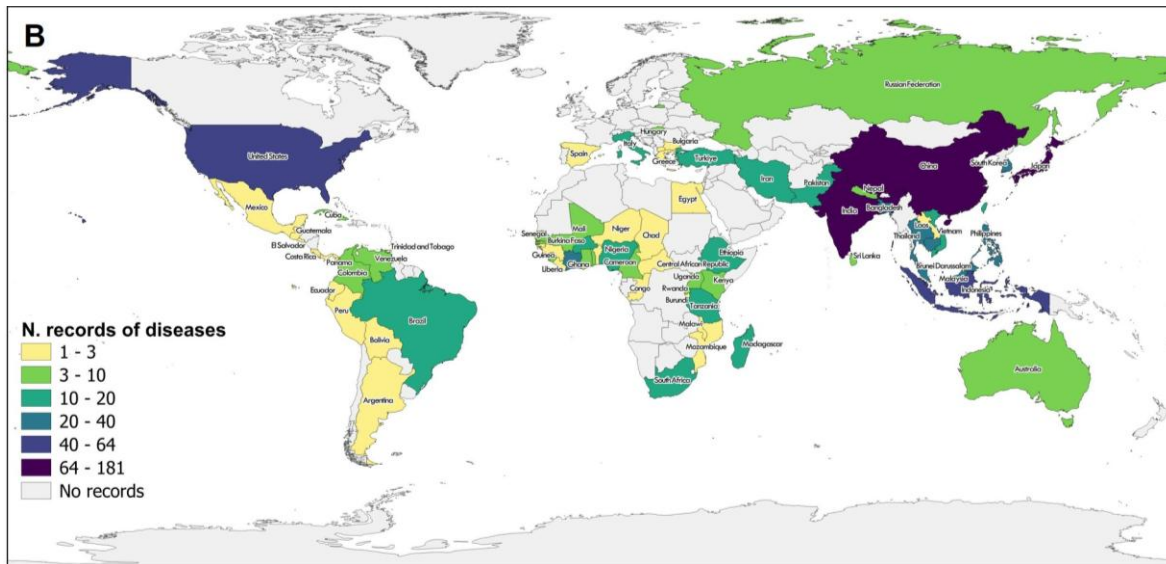 B
Russian Federation
Hungary
Bulgaria
Italy
Spain
Greece
Türkiye
United States
China
South Korea
Japan
Iran
Pakistan
Nepal
Egypt
India
Bangladesh
Mexico
Cuba
Guatemala
Laos
Vietnam
Philippines
Thailand
Mali
Niger
Chad
Senegal
Burkina Faso
El Salvador
Trinidad and Tobago
Nigeria
Ethiopia
Costa Rica
Guinea
Panama
Venezuela
Ghana
Central African Republic
Cameroon
Sri Lanka
Brunei Darussalam
Liberia
Colombia
Malaysia
Uganda
Kenya
Ecuador
Congo
Rwanda
Indonesia
Burundi
Peru
Tanzania
Brazil
Malawi
Bolivia
Mozambique
Madagascar
South Africa
Australia
Argentina
N. records of diseases
1 - 3
3 - 10
10 - 20
20 - 40
40 - 64
64 - 181
No records